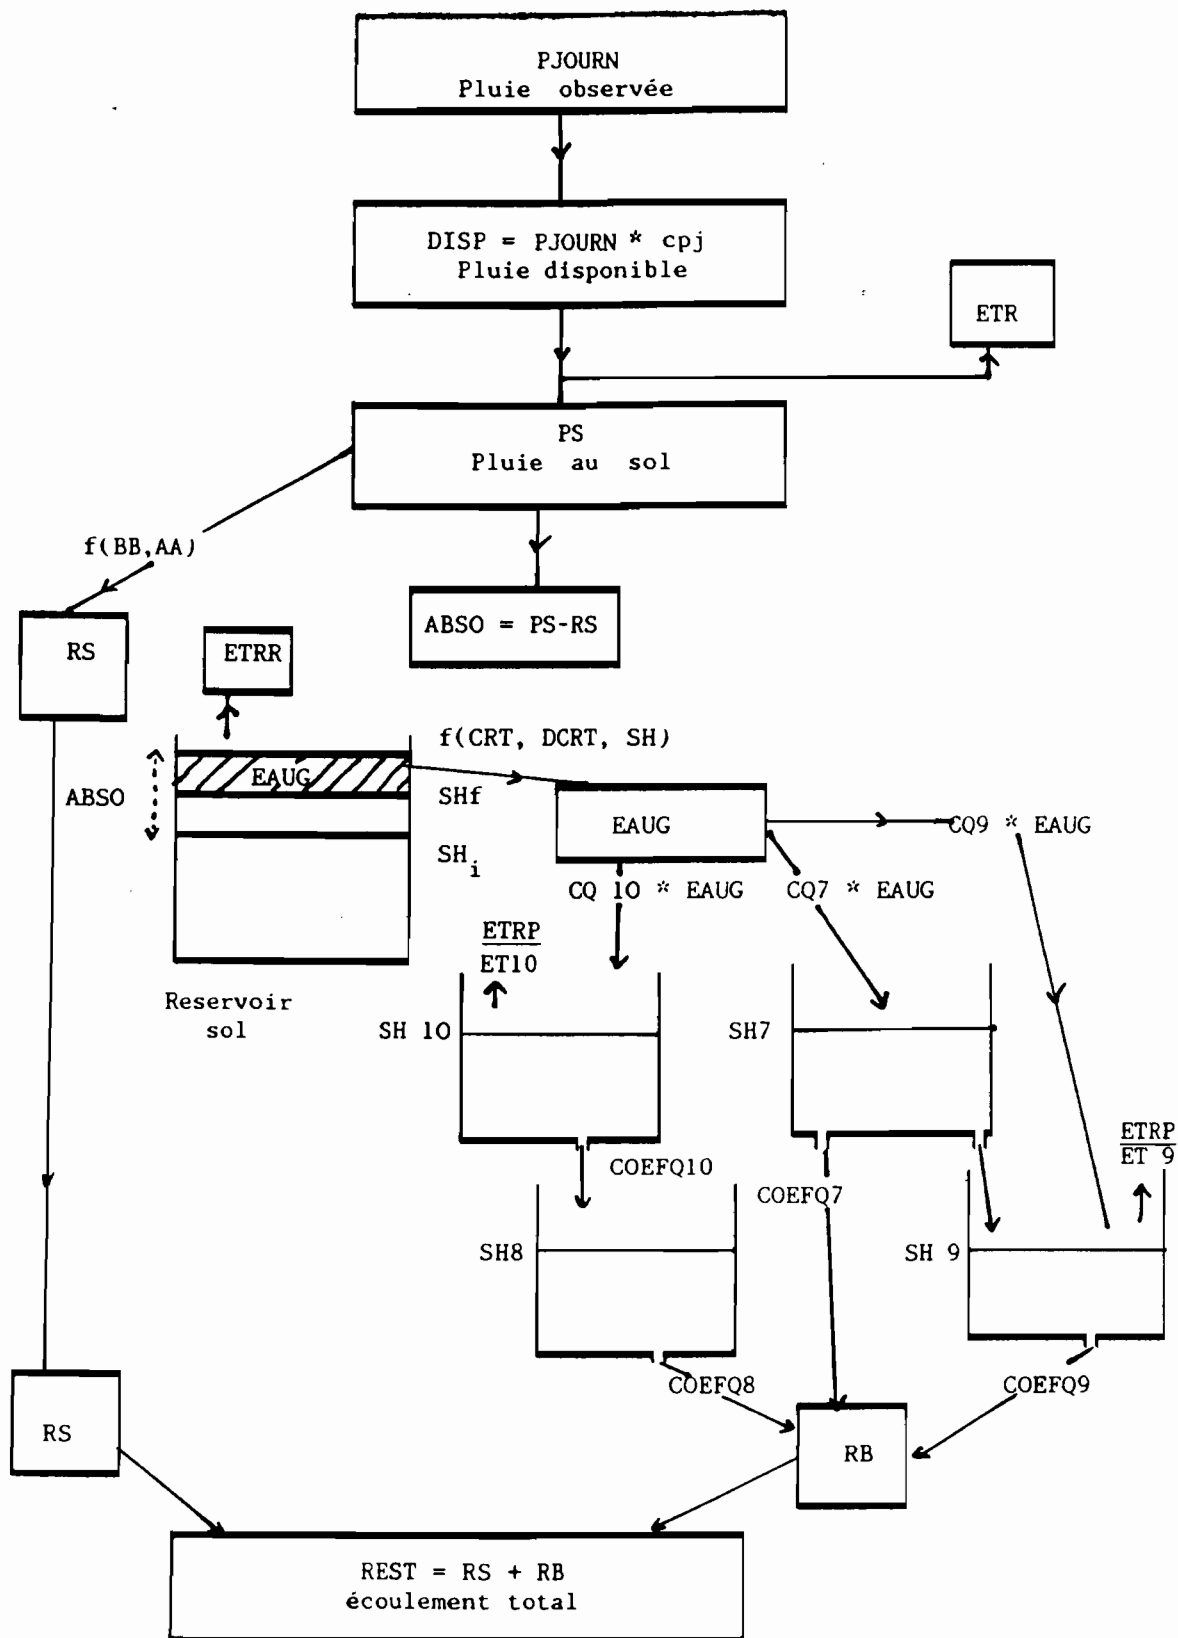 PJOURN
Pluie observée
DISP = PJOURN * cpj
Pluie disponible
ETR
PS
Pluie au sol
f(BB,AA)
ABSO = PS-RS
RS
ETRR
f(CRT, DCRT, SH)
EAUG
ABSO
SHf
EAUG
CQ9 * EAUG
SHi
CQ 10 * EAUG
CQ7 * EAUG
ETRP
ET10
Reservoir
sol
SH 10
SH7
ETRP
ET 9
COEFQ10
COEFQ7
SH8
SH 9
COEFQ8
COEFQ9
RS
RB
REST = RS + RB
écoulement total